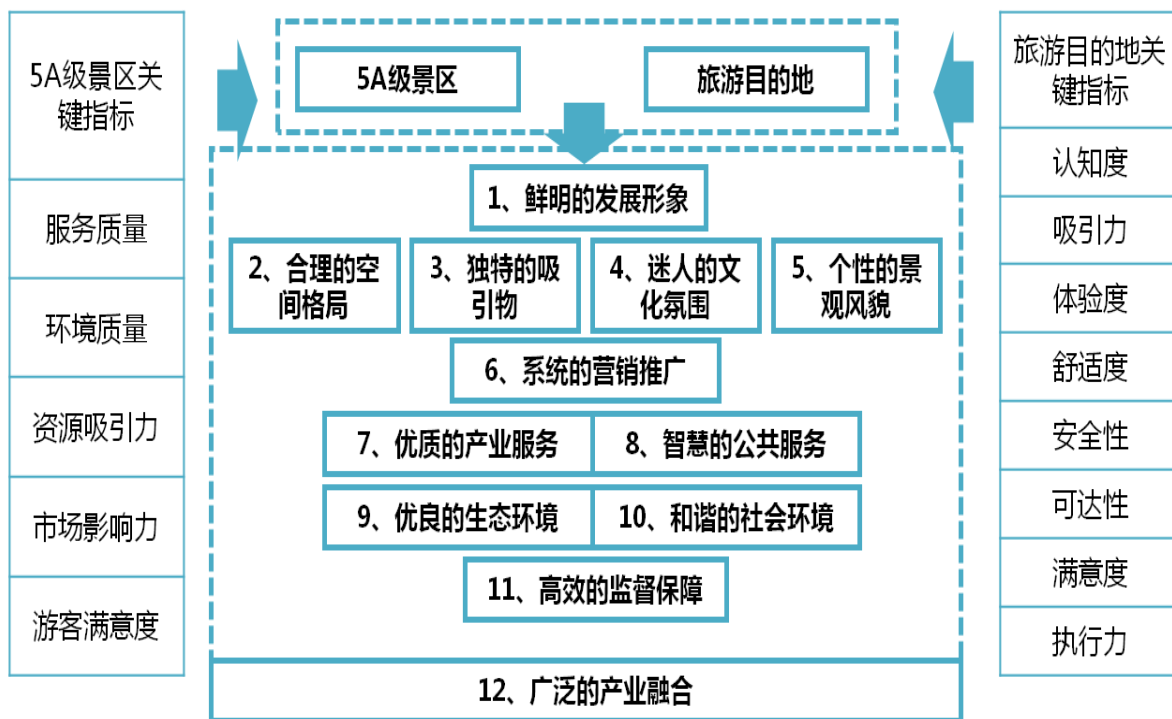 5A级景区关
键指标
服务质量
环境质量
资源吸引力
市场影响力
游客满意度
5A级景区
旅游目的地
1、鲜明的发展形象
2、合理的空
间格局
3、独特的吸
引物
4、迷人的文
化氛围
5、个性的景
观风貌
6、系统的营销推广
7、优质的产业服务
8、智慧的公共服务
9、优良的生态环境
10、和谐的社会环境
11、高效的监督保障
12、广泛的产业融合
旅游目的地关
键指标
认知度
吸引力
体验度
舒适度
安全性
可达性
满意度
执行力